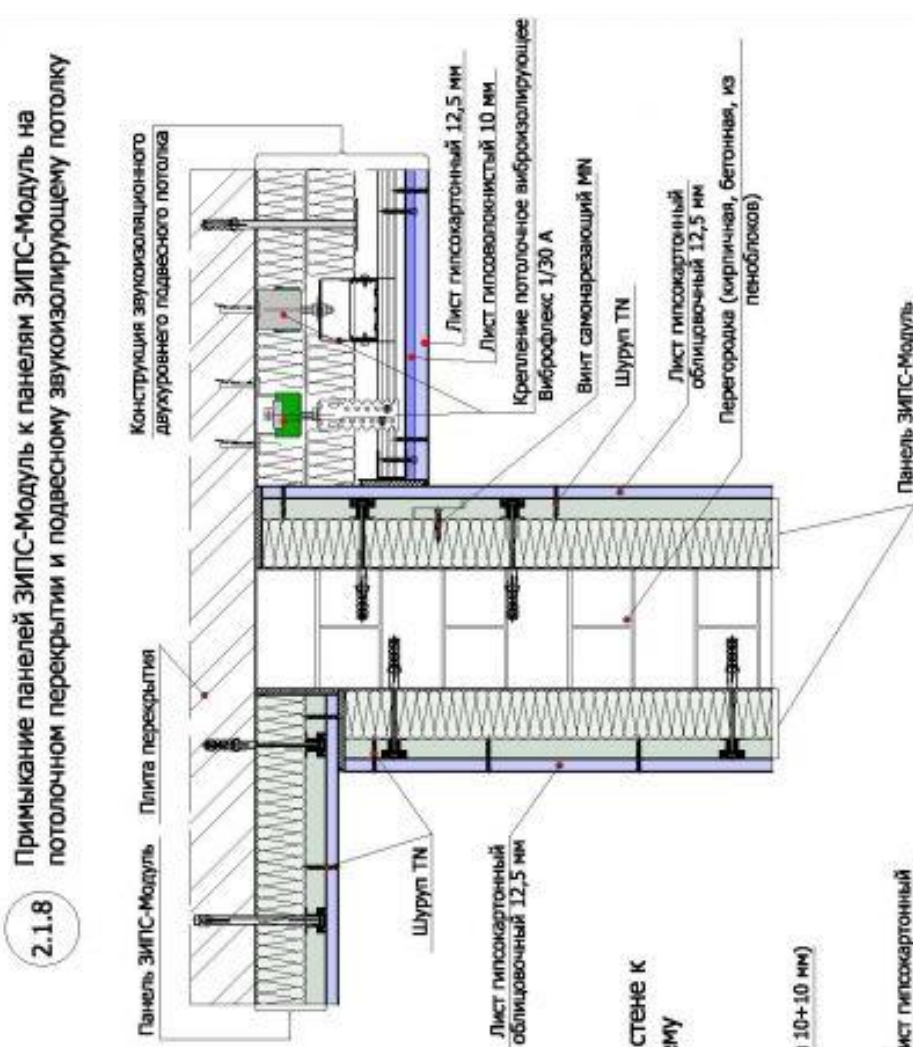 2.1.8
Примыкание панелей ЗИПС-Модуль к панелям ЗИПС-Модуль на
потолочном перекрытии и подвесному звукоизолирующему потолку
Панель ЗИПС-Модуль
Плита перекрытия
Конструкция звукоизоляционного
двухуровнего подвесного потолка
Лист гипсокартонный 12,5 мм
Лист гипсоволокнистый 10 мм
Крепление потолочное виброизолирующее
Виброфлекс 1/30 А
Винт самонарезающий MN
Шуруп TN
Лист гипсокартонный
облицовочный 12,5 мм
Перегородка (кирпичная, бетонная, из
пеноблоков)
Шуруп TN
Лист гипсокартонный
облицовочный 12,5 мм
Панель ЗИПС-Модуль
стене к
му
10+10 мм)
ист гипсокартонный